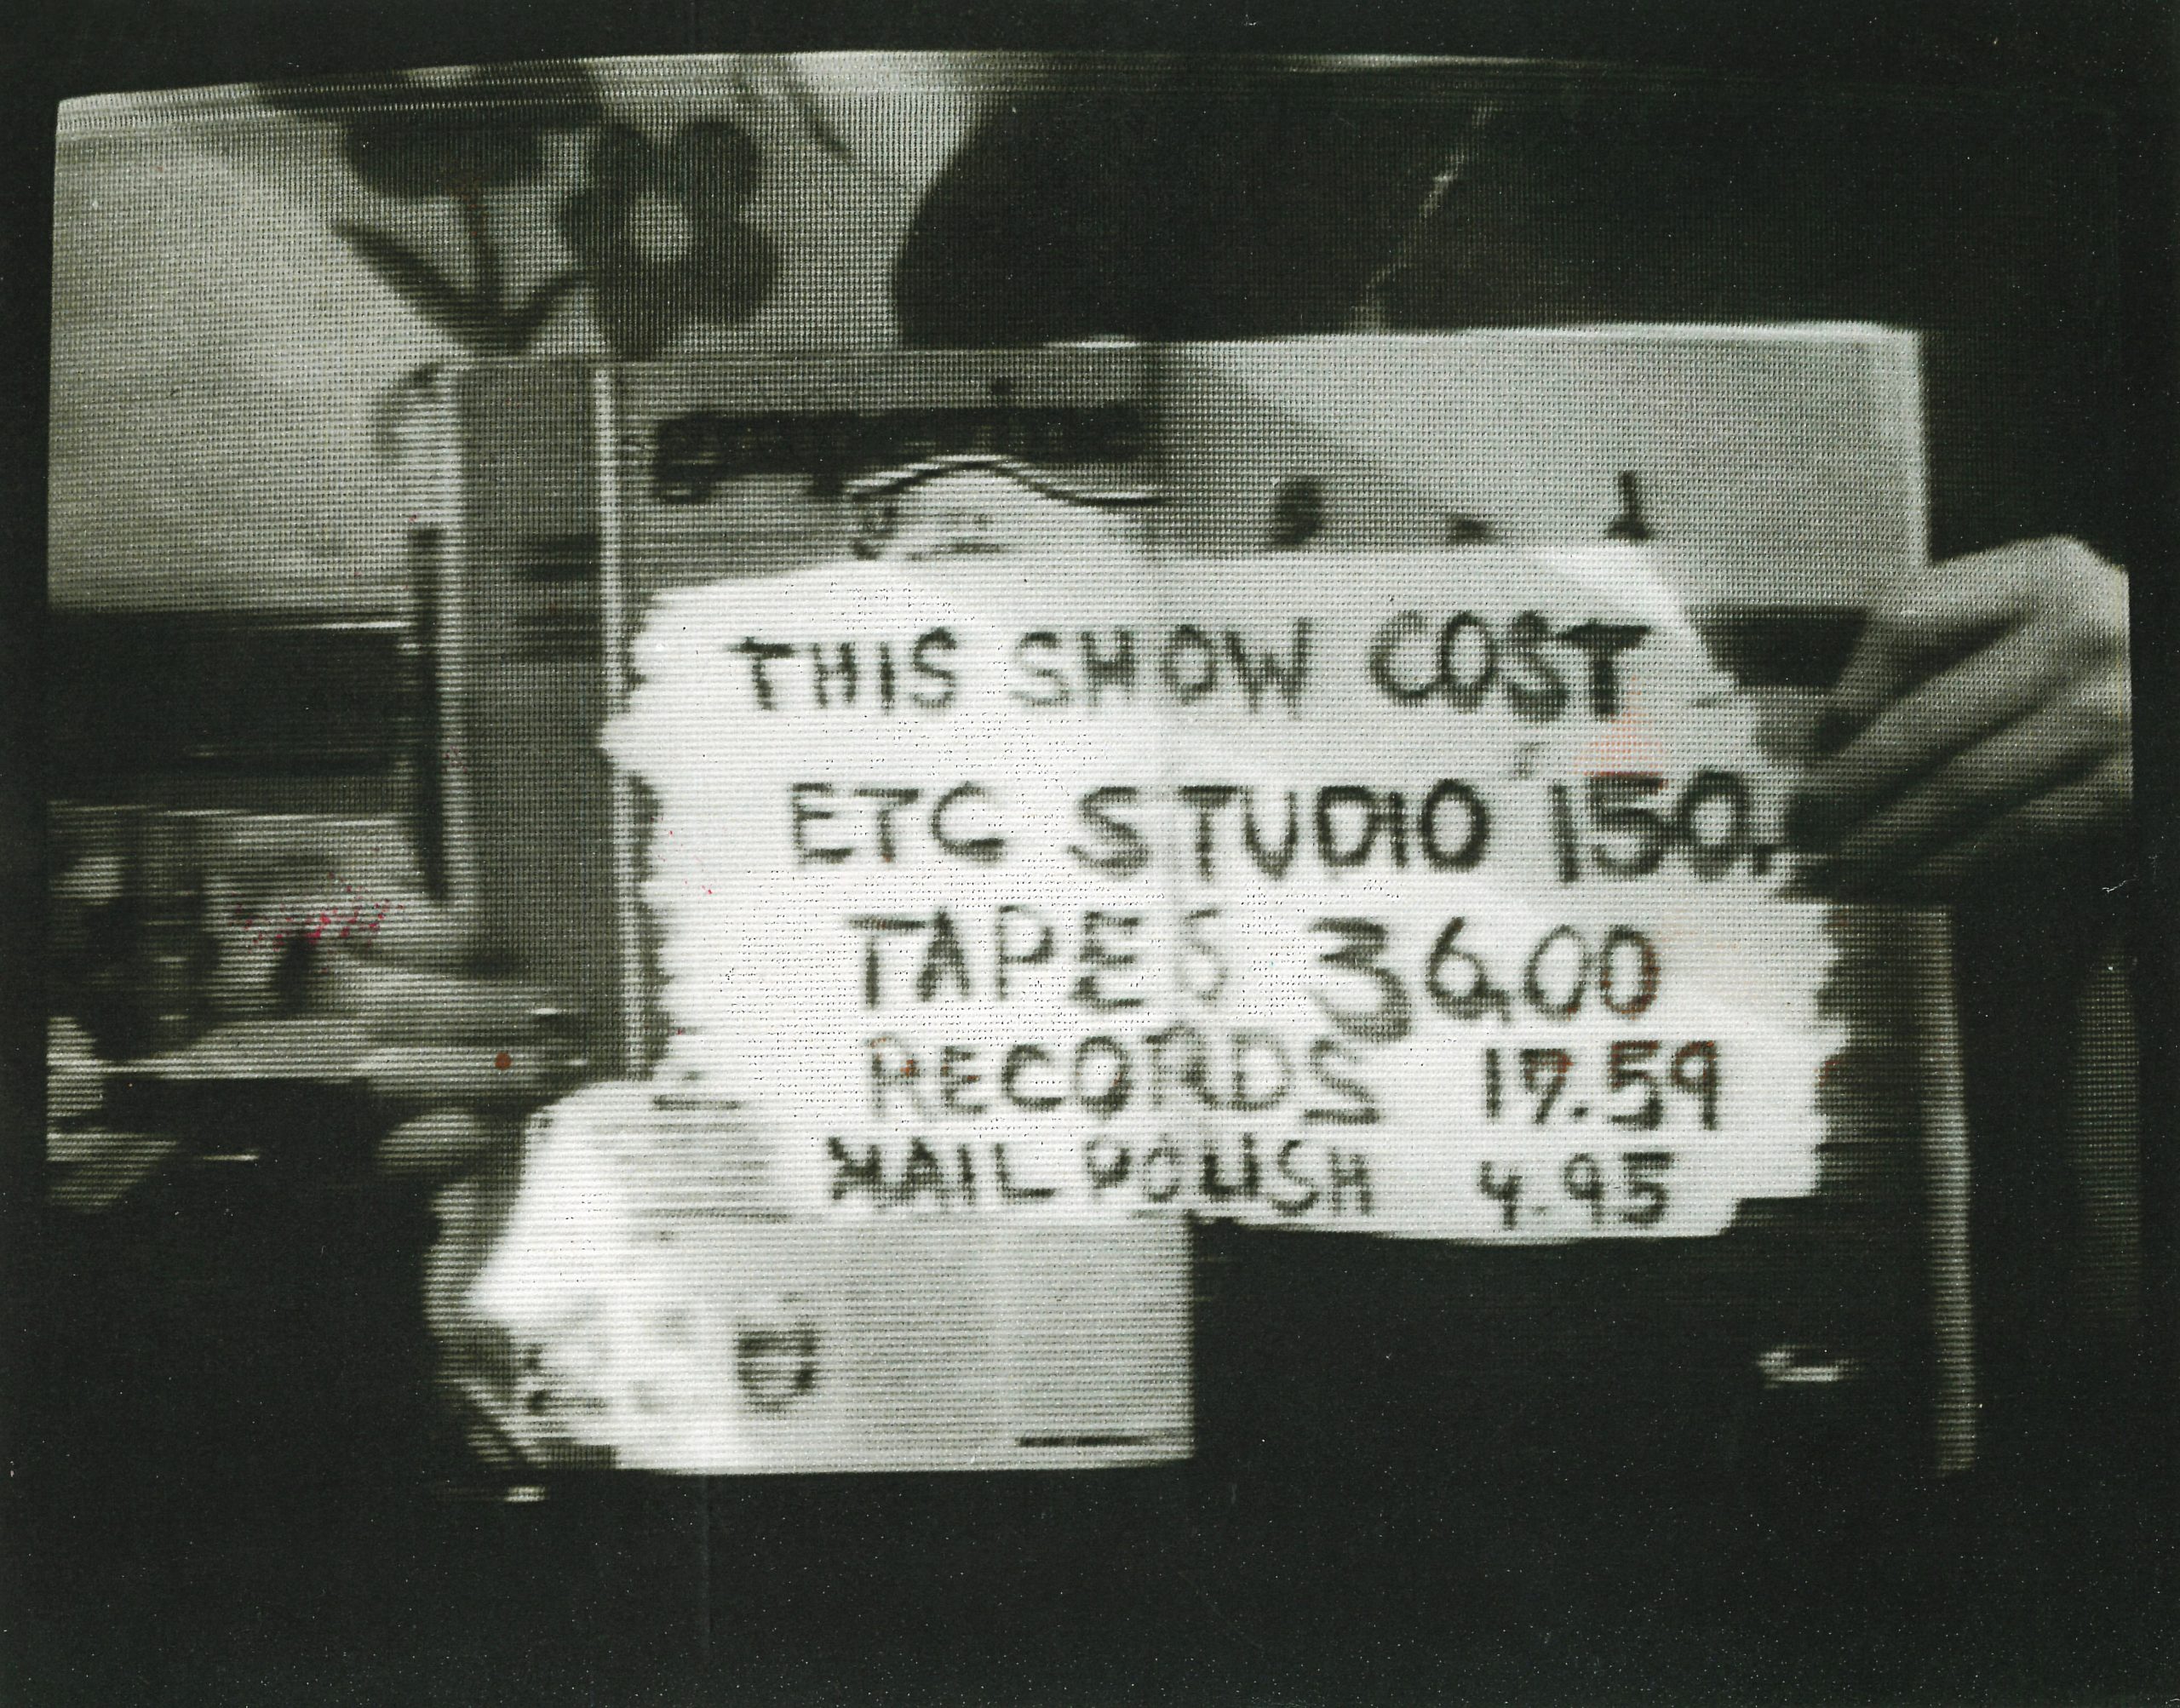 THIS SHOW COST
ETC STUDIO 150.
TAPES 36.00
RECORDS 17.59
NAIL POLISH 4.95